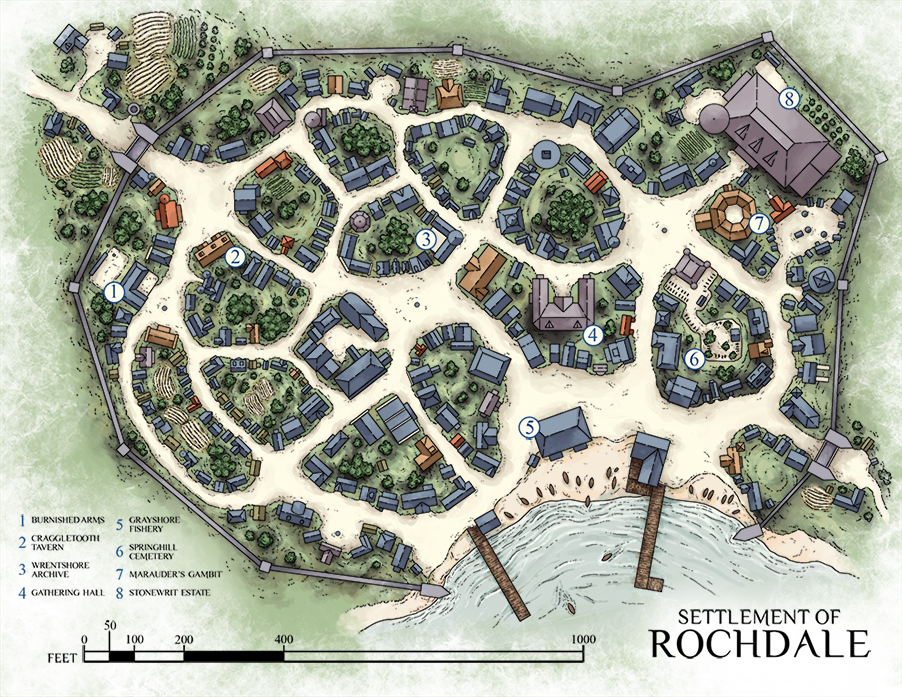 8
7
3
2
1
4
6
5
1 BURNISHED ARMS
2 CRAGGLETOOTH
TAVERN
3 WRENTSHORE
ARCHIVE
4 GATHERING HALL
5 GRAYSHORE
FISHERY
6 SPRINGHILL
CEMETERY
7 MARAUDER'S GAMBIT
8 STONEWRIT ESTATE
SETTLEMENT OF
ROCHDALE
50
FEET 0 100 200 400 1000